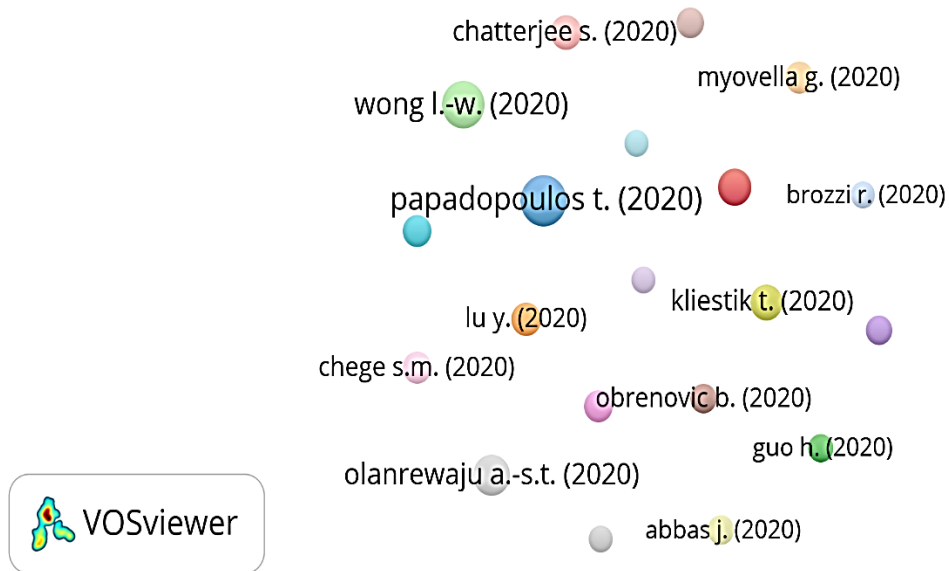 chatterjee s. (2020)
myovella g. (2020)
wong l.-w. (2020)
papadopoulos t. (2020)
brozzi r. (2020)
kliestik t. (2020)
lu y. (2020)
chege s.m. (2020)
obrenovic b. (2020)
guo h. (2020)
olanrewaju a.-s.t. (2020)
abbas j. (2020)
VOSviewer